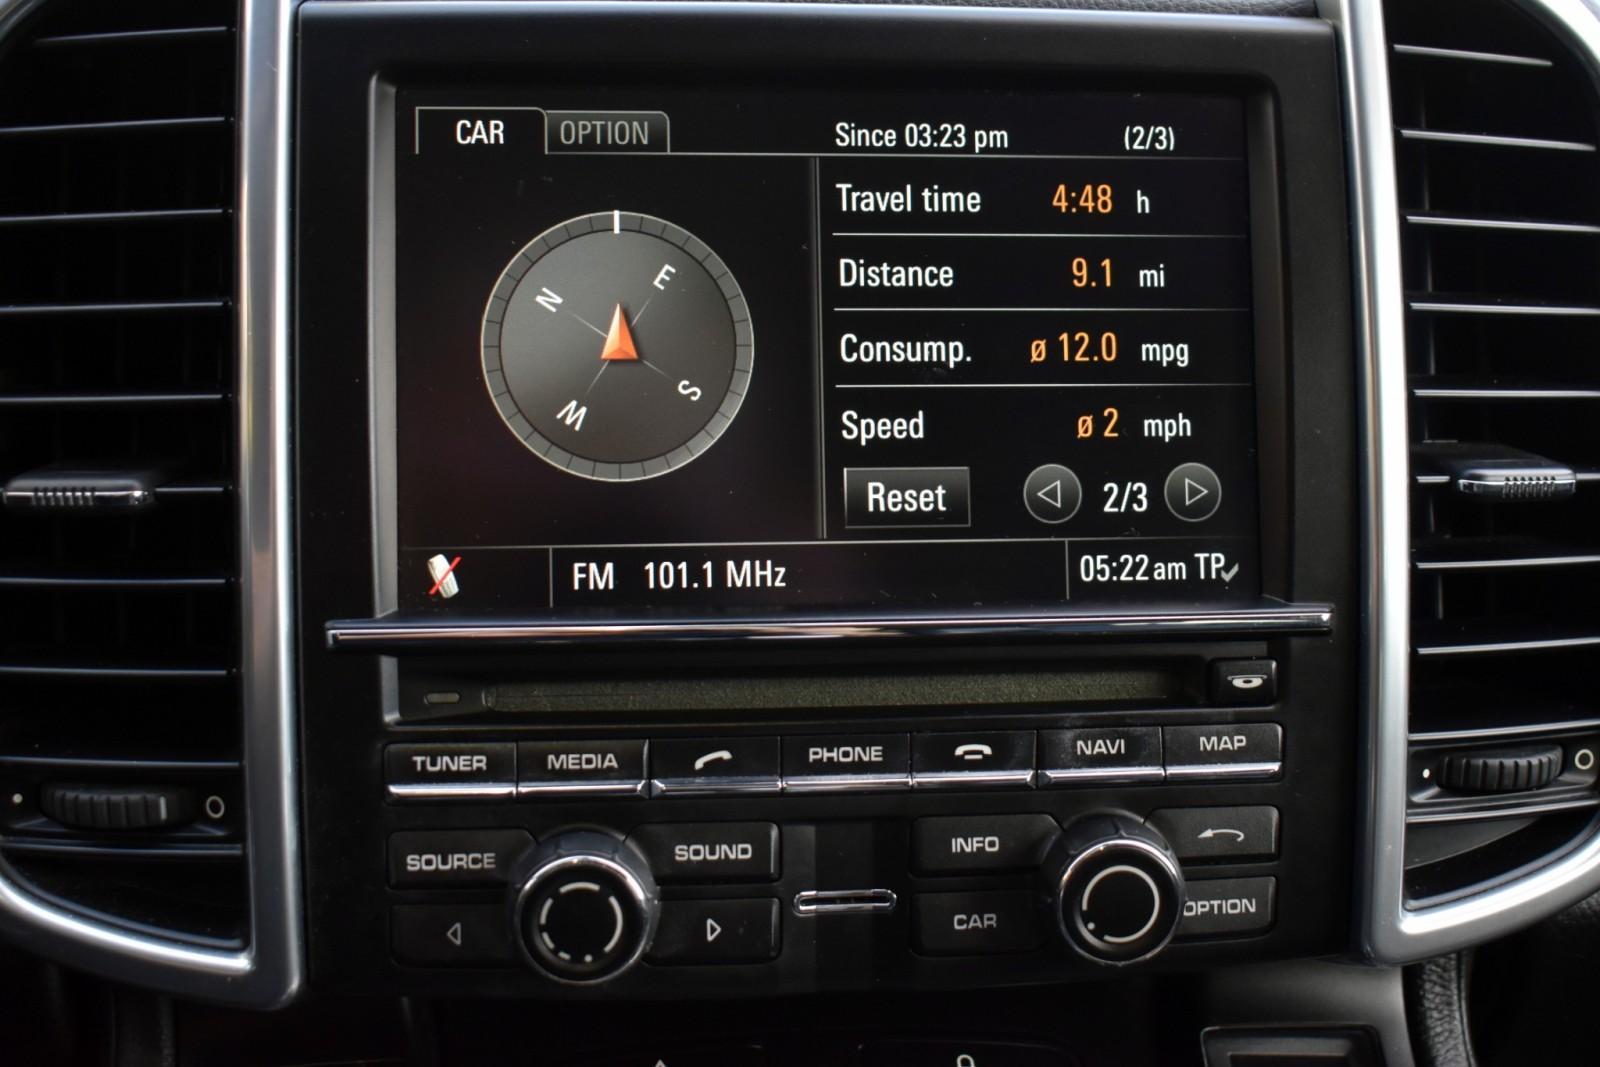 CAR OPTION Since 03:23 pm (2/3)
Travel time 4:48 h
Distance 9.1 mi
Consump. ø 12.0 mpg
Speed ø 2 mph
Reset 2/3
N
E
S
W
FM 101.1 MHz 05:22 am TP
TUNER MEDIA PHONE NAVI MAP
SOURCE SOUND INFO
CAR OPTION